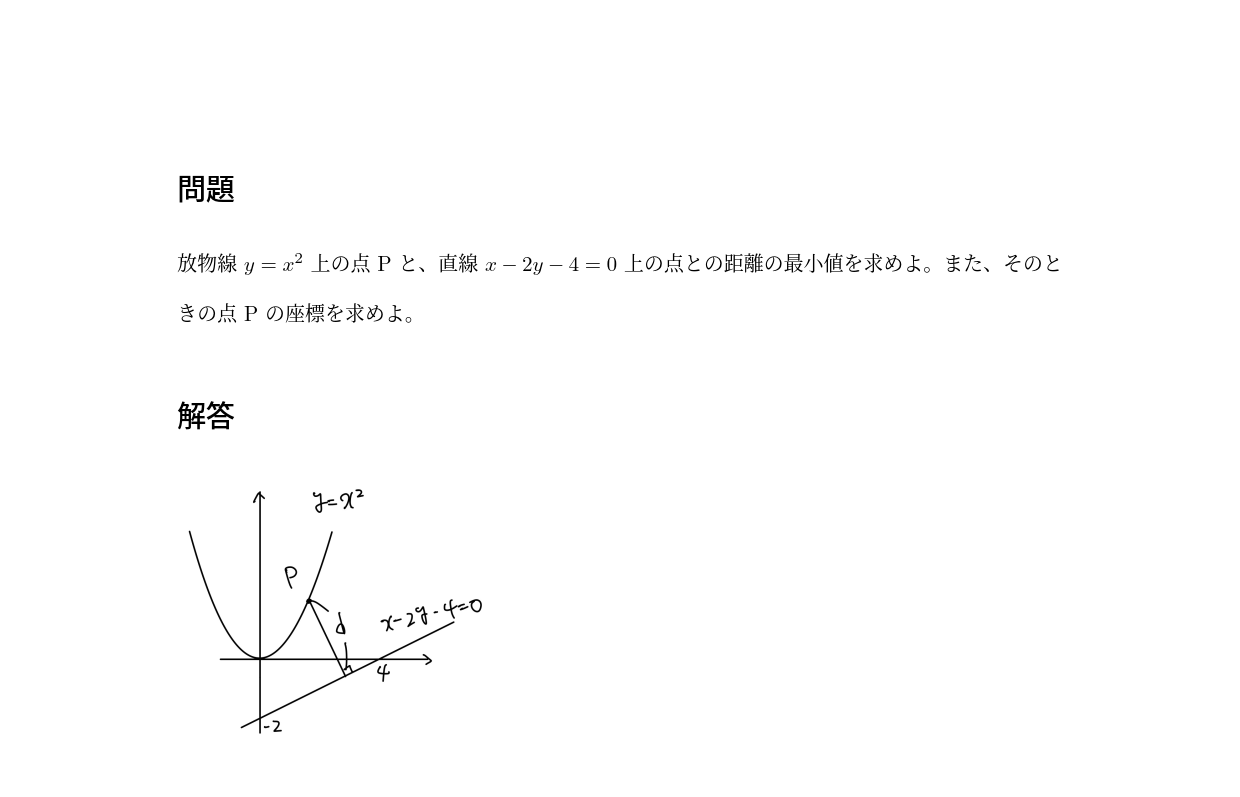 問題
放物線 y = x² 上の点 P と、直線 x − 2y − 4 = 0 上の点との距離の最小値を求めよ。また、そのと
きの点 P の座標を求めよ。
解答
y=x²
P
d
x-2y-4=0
4
-2